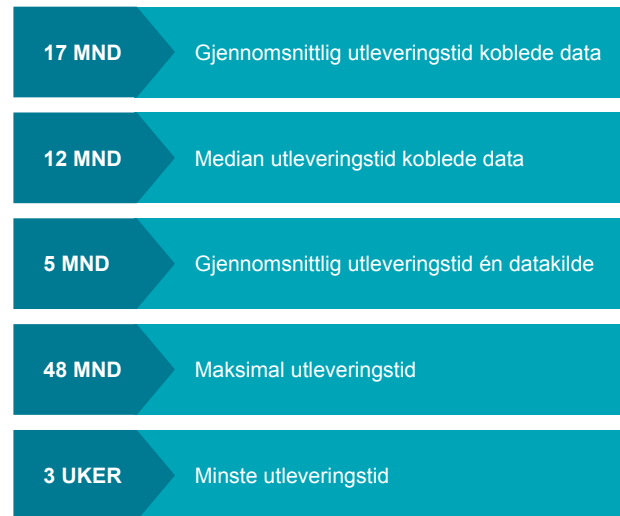 17 MND Gjennomsnittlig utleveringstid koblede data
12 MND Median utleveringstid koblede data
5 MND Gjennomsnittlig utleveringstid én datakilde
48 MND Maksimal utleveringstid
3 UKER Minste utleveringstid